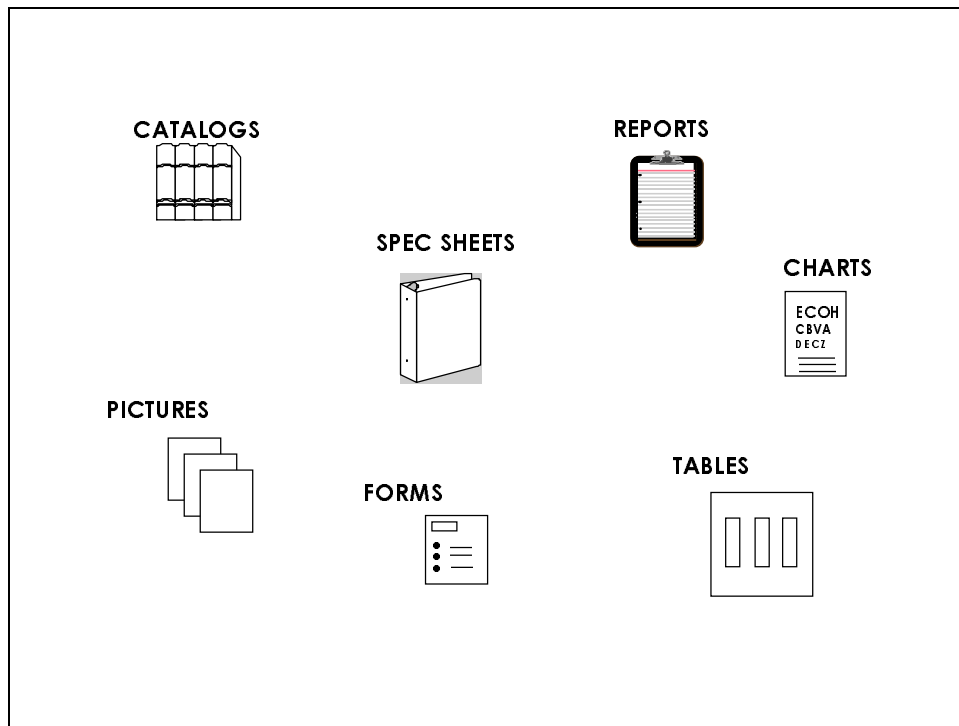 CATALOGS
REPORTS
SPEC SHEETS
CHARTS
ECOH
CBVA
DECZ
PICTURES
TABLES
FORMS